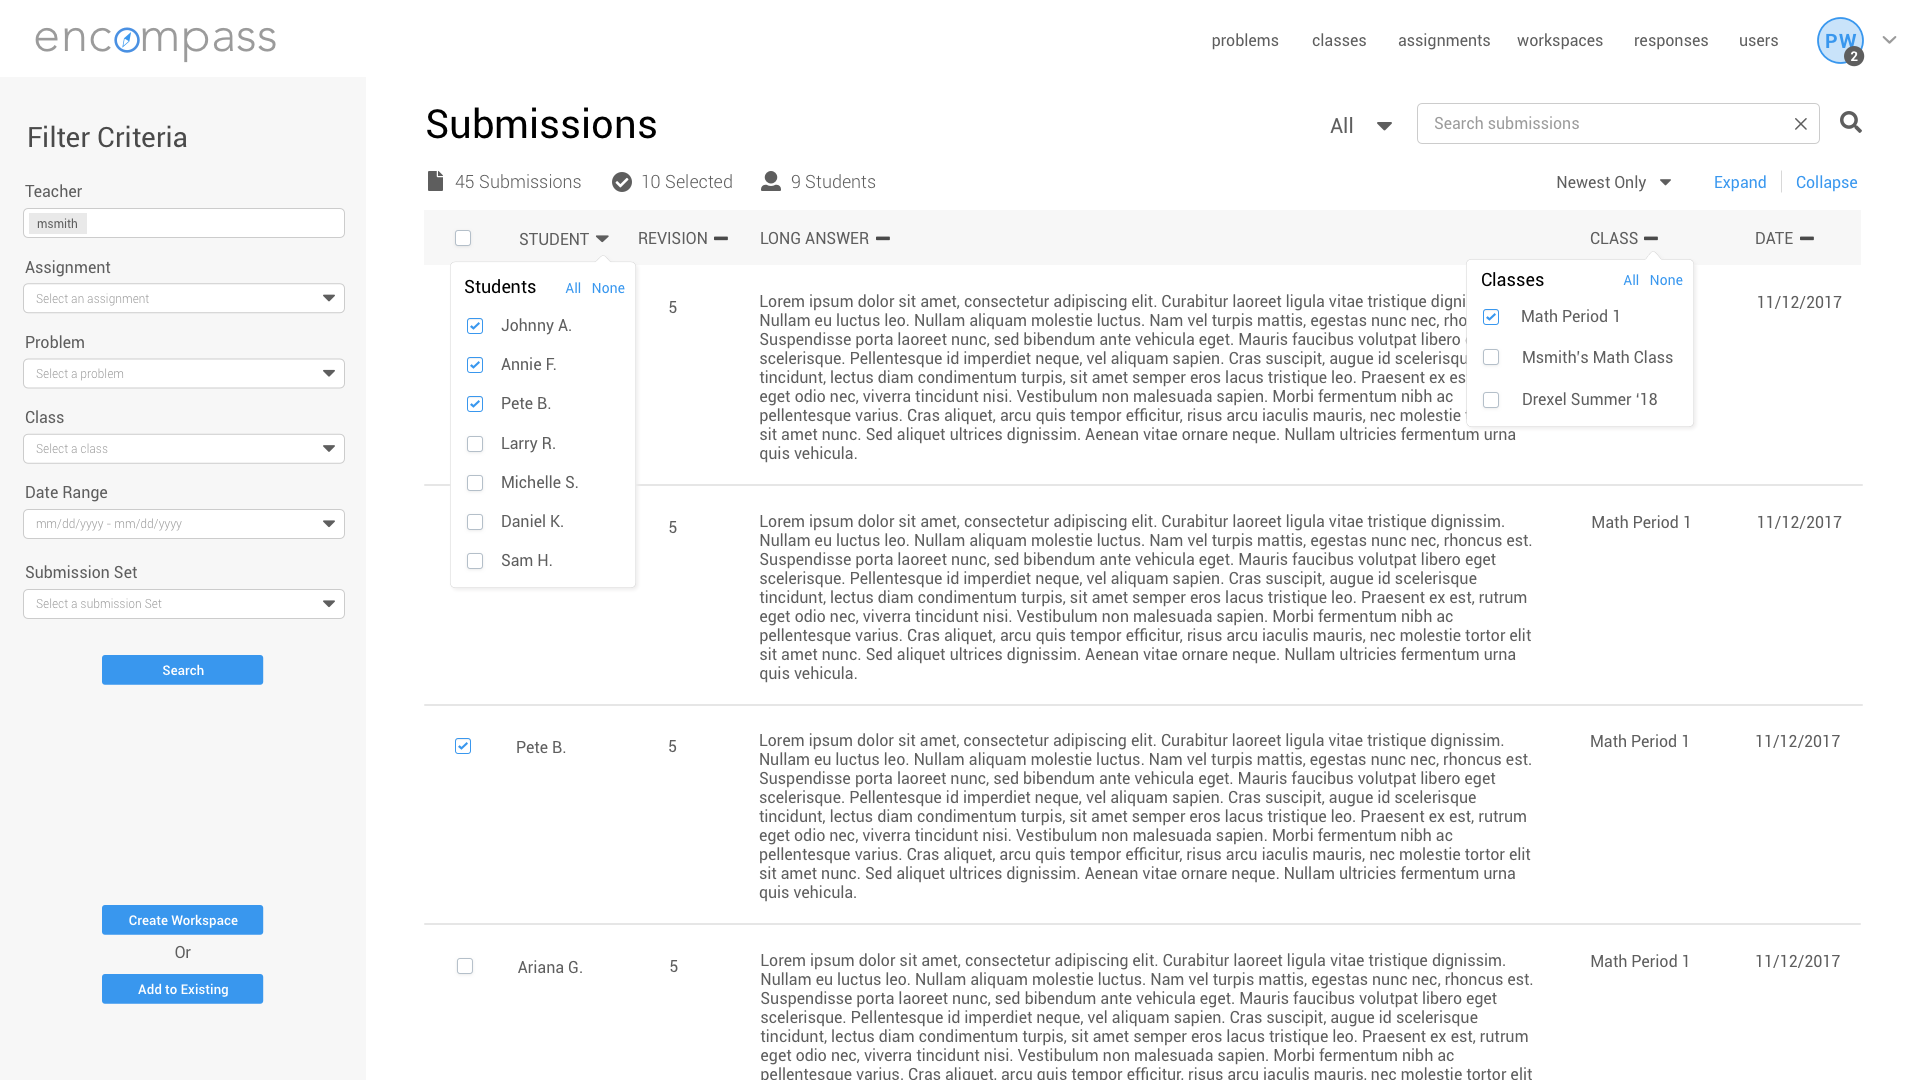 encompass
problems classes assignments workspaces responses users PW 2
Filter Criteria
Teacher
msmith
Assignment
Select an assignment
Problem
Select a problem
Class
Select a class
Date Range
mm/dd/yyyy - mm/dd/yyyy
Submission Set
Select a submission Set
Search
Create Workspace
Or
Add to Existing
Submissions
All Search submissions
45 Submissions 10 Selected 9 Students
Newest Only Expand Collapse
STUDENT REVISION LONG ANSWER CLASS DATE
Students All None
Johnny A.
Annie F.
Pete B.
Larry R.
Michelle S.
Daniel K.
Sam H.
Classes All None
Math Period 1
Msmith's Math Class
Drexel Summer '18
5 11/12/2017
Lorem ipsum dolor sit amet, consectetur adipiscing elit. Curabitur laoreet ligula vitae tristique digni
Nullam eu luctus leo. Nullam aliquam molestie luctus. Nam vel turpis mattis, egestas nunc nec, rho
Suspendisse porta laoreet nunc, sed bibendum ante vehicula eget. Mauris faucibus volutpat libero
scelerisque. Pellentesque id imperdiet neque, vel aliquam sapien. Cras suscipit, augue id scelerisqu
tincidunt, lectus diam condimentum turpis, sit amet semper eros lacus tristique leo. Praesent ex es
eget odio nec, viverra tincidunt nisi. Vestibulum non malesuada sapien. Morbi fermentum nibh ac
pellentesque varius. Cras aliquet, arcu quis tempor efficitur, risus arcu iaculis mauris, nec molestie
sit amet nunc. Sed aliquet ultrices dignissim. Aenean vitae ornare neque. Nullam ultricies fermentum urna
quis vehicula.
5 Math Period 1 11/12/2017
Lorem ipsum dolor sit amet, consectetur adipiscing elit. Curabitur laoreet ligula vitae tristique dignissim.
Nullam eu luctus leo. Nullam aliquam molestie luctus. Nam vel turpis mattis, egestas nunc nec, rhoncus est.
Suspendisse porta laoreet nunc, sed bibendum ante vehicula eget. Mauris faucibus volutpat libero eget
scelerisque. Pellentesque id imperdiet neque, vel aliquam sapien. Cras suscipit, augue id scelerisque
tincidunt, lectus diam condimentum turpis, sit amet semper eros lacus tristique leo. Praesent ex est, rutrum
eget odio nec, viverra tincidunt nisi. Vestibulum non malesuada sapien. Morbi fermentum nibh ac
pellentesque varius. Cras aliquet, arcu quis tempor efficitur, risus arcu iaculis mauris, nec molestie tortor elit
sit amet nunc. Sed aliquet ultrices dignissim. Aenean vitae ornare neque. Nullam ultricies fermentum urna
quis vehicula.
Pete B. 5 Math Period 1 11/12/2017
Lorem ipsum dolor sit amet, consectetur adipiscing elit. Curabitur laoreet ligula vitae tristique dignissim.
Nullam eu luctus leo. Nullam aliquam molestie luctus. Nam vel turpis mattis, egestas nunc nec, rhoncus est.
Suspendisse porta laoreet nunc, sed bibendum ante vehicula eget. Mauris faucibus volutpat libero eget
scelerisque. Pellentesque id imperdiet neque, vel aliquam sapien. Cras suscipit, augue id scelerisque
tincidunt, lectus diam condimentum turpis, sit amet semper eros lacus tristique leo. Praesent ex est, rutrum
eget odio nec, viverra tincidunt nisi. Vestibulum non malesuada sapien. Morbi fermentum nibh ac
pellentesque varius. Cras aliquet, arcu quis tempor efficitur, risus arcu iaculis mauris, nec molestie tortor elit
sit amet nunc. Sed aliquet ultrices dignissim. Aenean vitae ornare neque. Nullam ultricies fermentum urna
quis vehicula.
Ariana G. 5 Math Period 1 11/12/2017
Lorem ipsum dolor sit amet, consectetur adipiscing elit. Curabitur laoreet ligula vitae tristique dignissim.
Nullam eu luctus leo. Nullam aliquam molestie luctus. Nam vel turpis mattis, egestas nunc nec, rhoncus est.
Suspendisse porta laoreet nunc, sed bibendum ante vehicula eget. Mauris faucibus volutpat libero eget
scelerisque. Pellentesque id imperdiet neque, vel aliquam sapien. Cras suscipit, augue id scelerisque
tincidunt, lectus diam condimentum turpis, sit amet semper eros lacus tristique leo. Praesent ex est, rutrum
eget odio nec, viverra tincidunt nisi. Vestibulum non malesuada sapien. Morbi fermentum nibh ac
pellentesque varius. Cras aliquet, arcu quis tempor efficitur, risus arcu iaculis mauris, nec molestie tortor elit